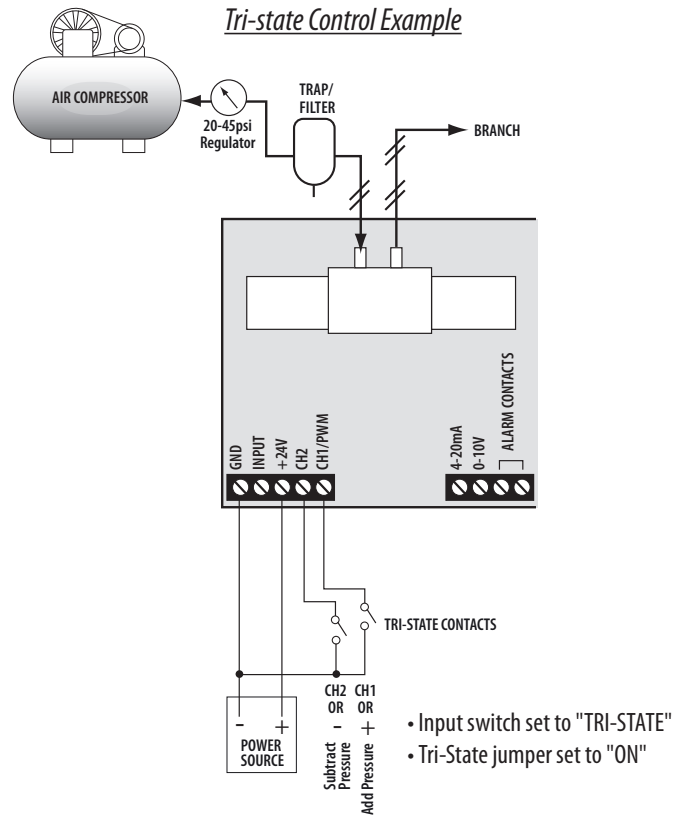 Tri-state Control Example
AIR COMPRESSOR
20-45psi
Regulator
TRAP/
FILTER
BRANCH
GND
INPUT
+24V
CH2
CH1/PWM
4-20mA
0-10V
ALARM CONTACTS
TRI-STATE CONTACTS
CH2
OR
-
Subtract
Pressure
CH1
OR
+
Add Pressure
- +
POWER
SOURCE
• Input switch set to "TRI-STATE"
• Tri-State jumper set to "ON"